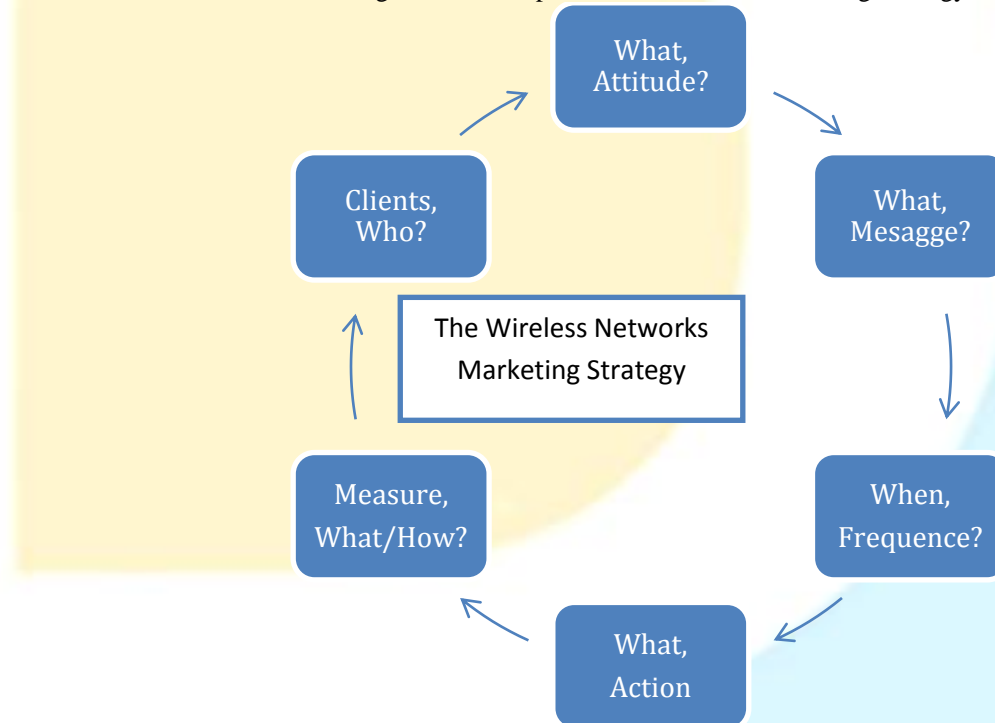 What,
Attitude?
Clients,
Who?
What,
Mesagge?
The Wireless Networks
Marketing Strategy
Measure,
What/How?
When,
Frequence?
What,
Action